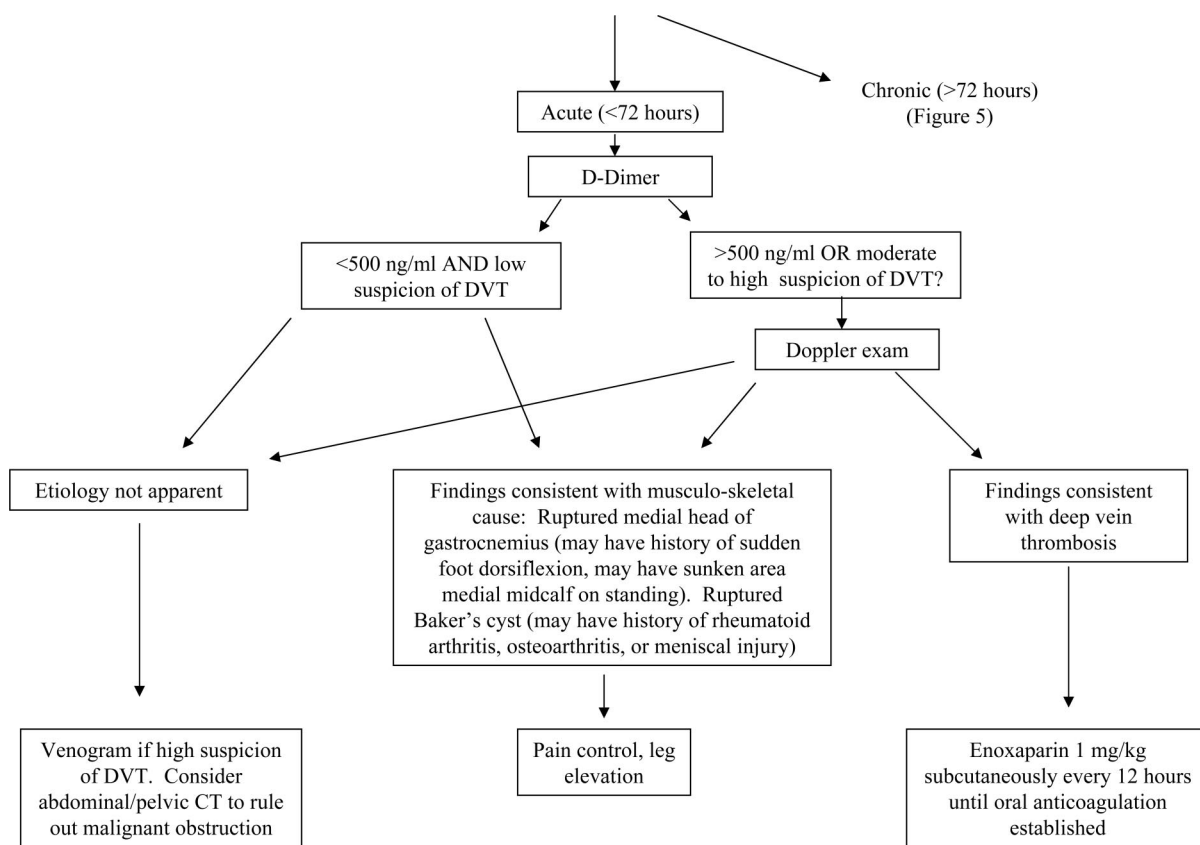 Acute (<72 hours)
Chronic (>72 hours)
(Figure 5)
D-Dimer
<500 ng/ml AND low
suspicion of DVT
>500 ng/ml OR moderate
to high  suspicion of DVT?
Doppler exam
Etiology not apparent
Findings consistent with musculo-skeletal
cause:  Ruptured medial head of
gastrocnemius (may have history of sudden
foot dorsiflexion, may have sunken area
medial midcalf on standing).  Ruptured
Baker's cyst (may have history of rheumatoid
arthritis, osteoarthritis, or meniscal injury)
Findings consistent
with deep vein
thrombosis
Venogram if high suspicion
of DVT.  Consider
abdominal/pelvic CT to rule
out malignant obstruction
Pain control, leg
elevation
Enoxaparin 1 mg/kg
subcutaneously every 12 hours
until oral anticoagulation
established